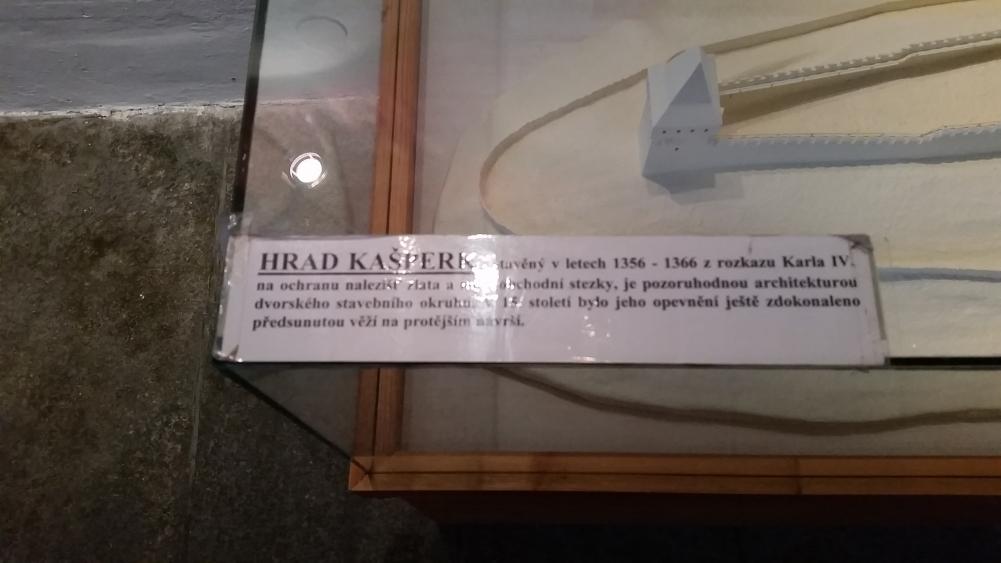 HRAD KAŠPERK v letech 1356 - 1366 z rozkazu Karla IV.
na ochranu nalezišť zlata a obchodní stezky, je pozoruhodnou architekturou
dvorského stavebního okruhu. století bylo jeho opevnění ještě zdokonaleno
předsunutou věží na protějším návrší.